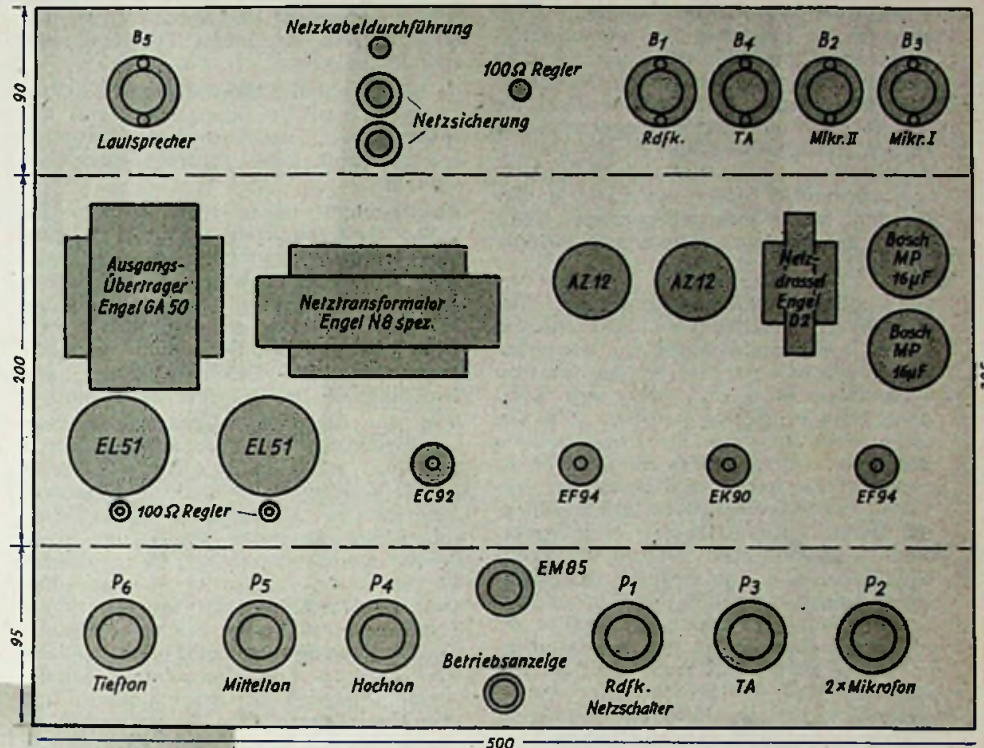 B5
Lautsprecher
Netzkabeldurchführung
Netzsicherung
100Ω Regler
B1
B4
B2
B3
Rdfk.
TA
Mikr. II
Mikr. I
90
Ausgangs-
Übertrager
Engel GA 50
Netztransformator
Engel N8 spez.
AZ12
AZ12
Netz-
drossel
Engel
D2
Bosch
MP
16µF
Bosch
MP
16µF
200
EL51
EL51
100Ω Regler
EC92
EF94
EK90
EF94
P6
P5
P4
EM85
P1
P3
P2
95
Tiefton
Mittelton
Hochton
Betriebsanzeige
Rdfk.
Netzschalter
TA
2×Mikrofon
500